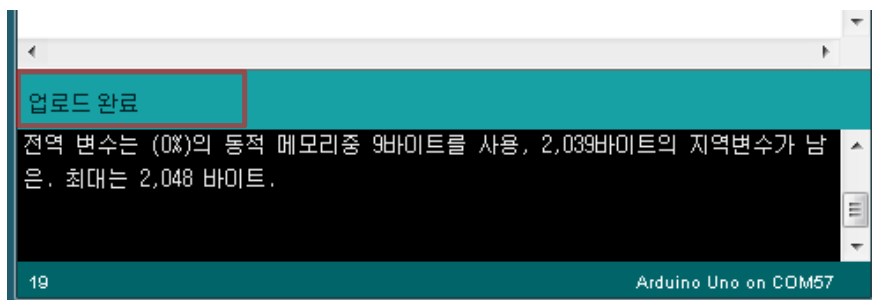 업로드 완료
전역 변수는 (0%)의 동적 메모리중 9바이트를 사용, 2,039바이트의 지역변수가 남
은. 최대는 2,048 바이트.
19 Arduino Uno on COM57